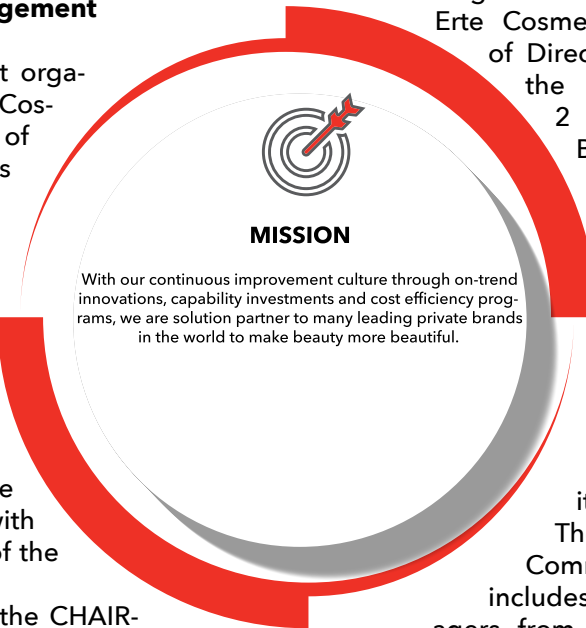 gement
t orga-
Cos-
of
s
Erte Cosme
of Direc
the
2
MISSION
With our continuous improvement culture through on-trend
innovations, capability investments and cost efficiency prog-
rams, we are solution partner to many leading private brands
in the world to make beauty more beautiful.
e
with
of the
the CHAIR-
it
Th
Comm
includes
agers from